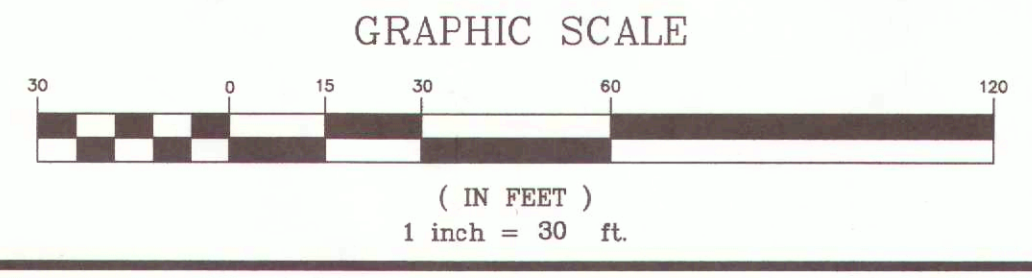 GRAPHIC SCALE
30 0 15 30 60 120
( IN FEET )
1 inch = 30 ft.